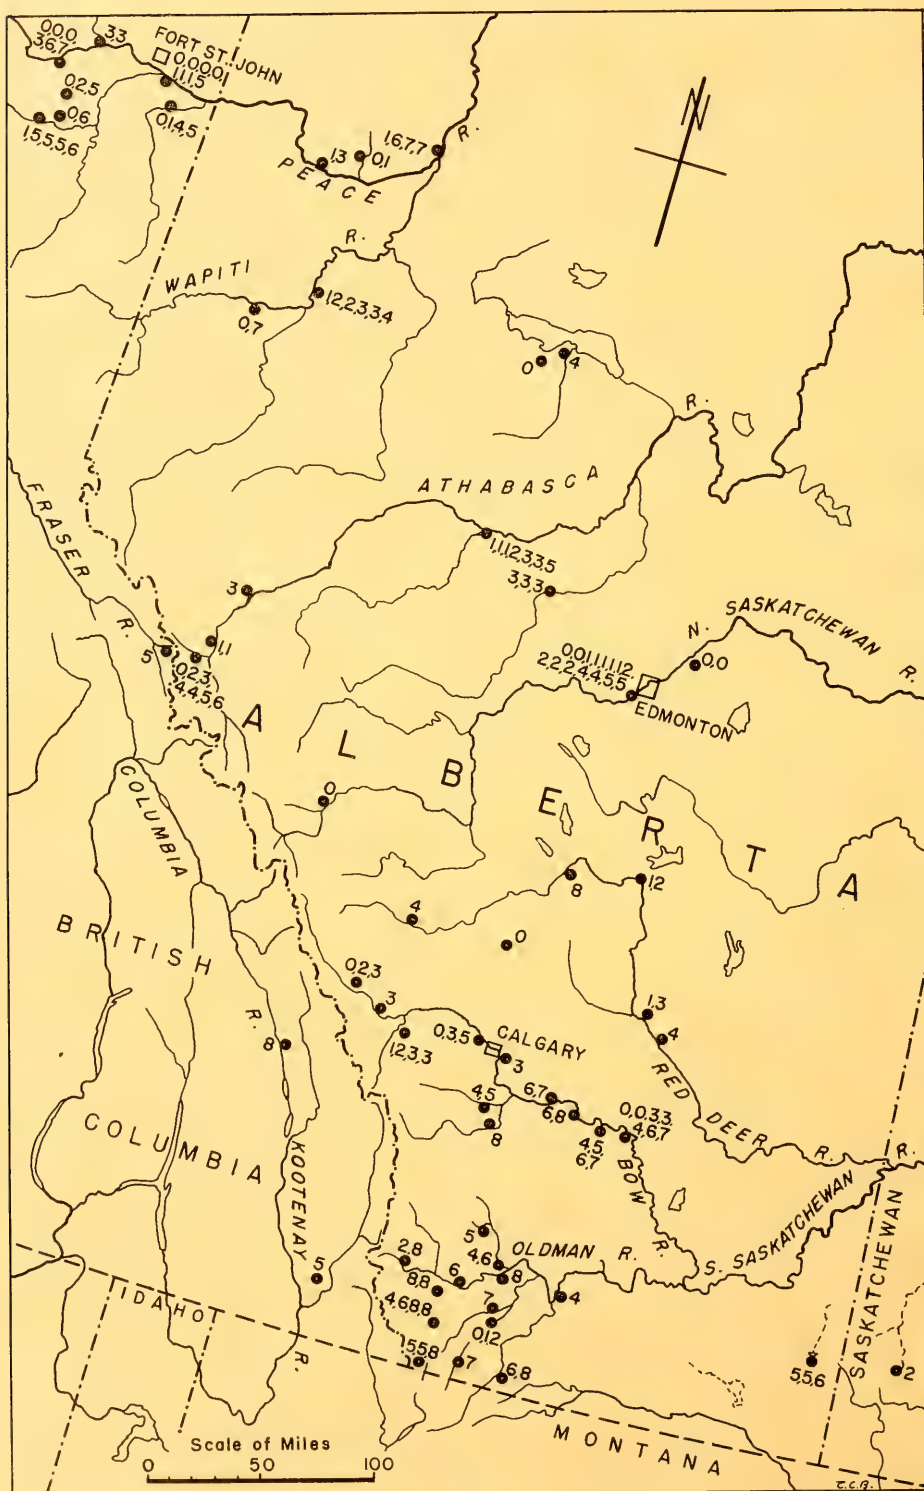 0,0,0,
3,6,7
3,3
FORT ST. JOHN
0,0,0,0,
1,1,1,5
0,2,5
0,6
1,5,5,5,6
0,1,4,5
1,3
0,1
1,6,7,7
R.
PEACE
N
R.
WAPITI
0,7
1,2,2,3,3,4
0
4
R.
ATHABASCA
FRASER
R.
1,1,1,2,3,3,5
3,3,3
3
1,1
5
0,2,3,
4,4,5,6
N. SASKATCHEWAN R.
0,0,1,1,1,1,1,2,
2,2,2,4,4,5,5
0,0
EDMONTON
ALBERTA
0
COLUMBIA
R.
8
1,2
4
0
BRITISH
COLUMBIA
0,2,3
3
8
1,2,3,3
0,3,5
CALGARY
3
1,3
4
RED DEER R.
R.
4,5
8
6,7
6,8
4,5
6,7
0,0,3,3,
4,6,7
BOW R.
KOOTENAY
R.
5
5
4,6
OLDMAN R.
S. SASKATCHEWAN
SASKATCHEWAN
2,8
6
8
8,8
7
4
4,6,8,8
0,1,2
5,5,8
7
6,8
5,5,6
2
IDAHO
MONTANA
Scale of Miles
0 50 100